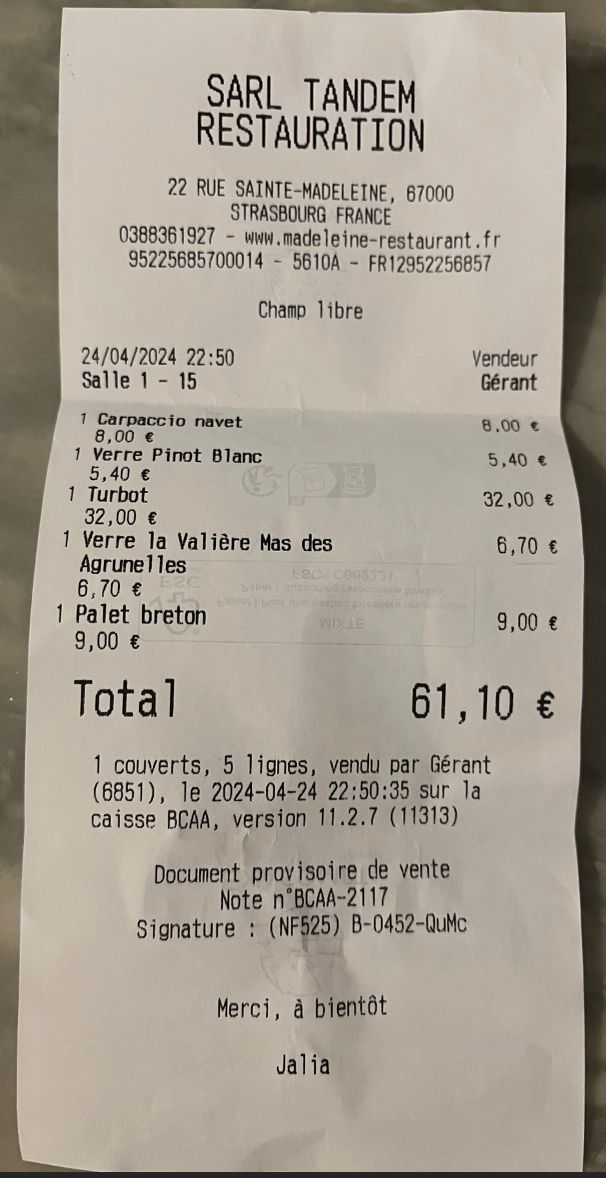 SARL TANDEM
RESTAURATION
22 RUE SAINTE-MADELEINE, 67000
STRASBOURG FRANCE
0388361927 - www.madeleine-restaurant.fr
95225685700014 - 5610A - FR12952256857
Champ libre
24/04/2024 22:50 Vendeur
Salle 1 - 15 Gérant
1 Carpaccio navet 8,00 €
8,00 €
1 Verre Pinot Blanc 5,40 €
5,40 €
1 Turbot 32,00 €
32,00 €
1 Verre la Valière Mas des 6,70 €
Agrunelles
6,70 €
1 Palet breton 9,00 €
9,00 €
Total 61,10 €
1 couverts, 5 lignes, vendu par Gérant
(6851), le 2024-04-24 22:50:35 sur la
caisse BCAA, version 11.2.7 (11313)
Document provisoire de vente
Note n°BCAA-2117
Signature : (NF525) B-0452-QuMc
Merci, à bientôt
Jalia